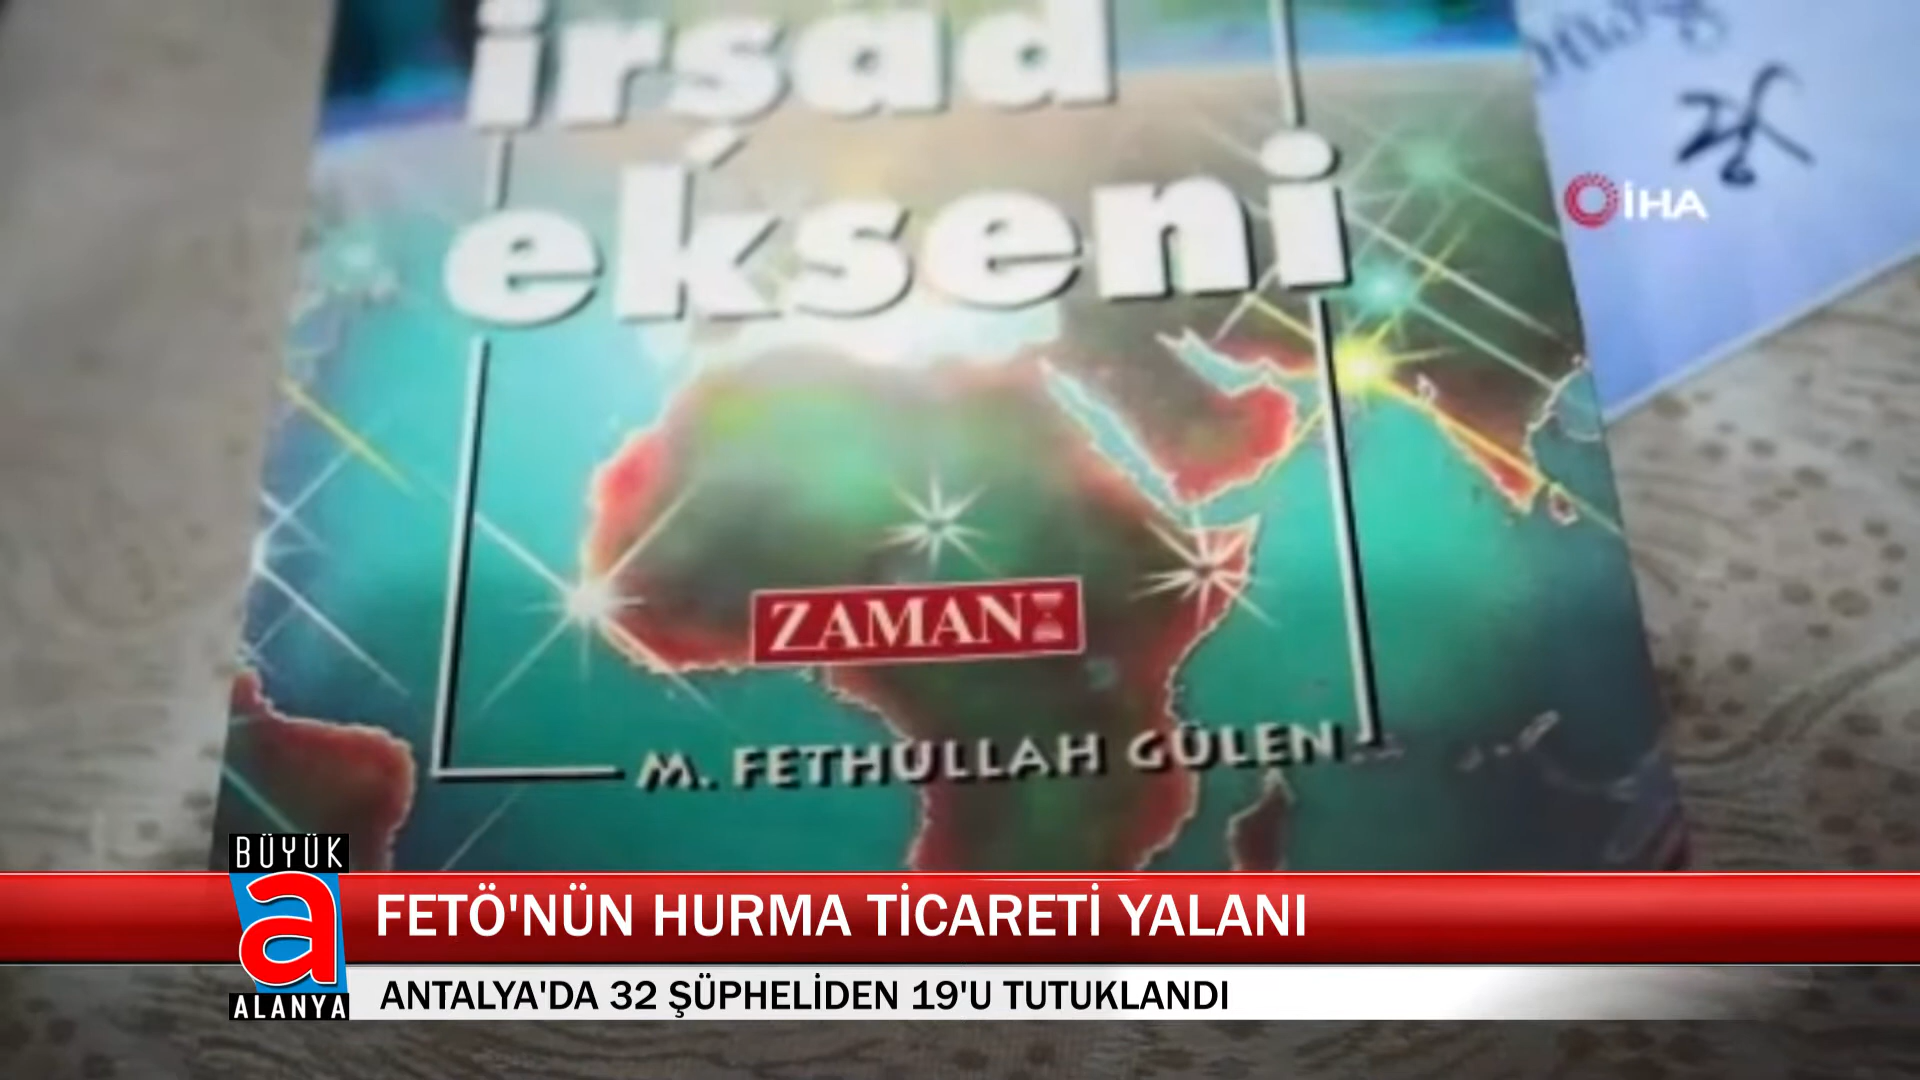 irşad
ekseni
İHA
ZAMAN
M. FETHULLAH GÜLEN
BÜYÜK
a
ALANYA
FETÖ'NÜN HURMA TİCARETİ YALANI
ANTALYA'DA 32 ŞÜPHELİDEN 19'U TUTUKLANDI